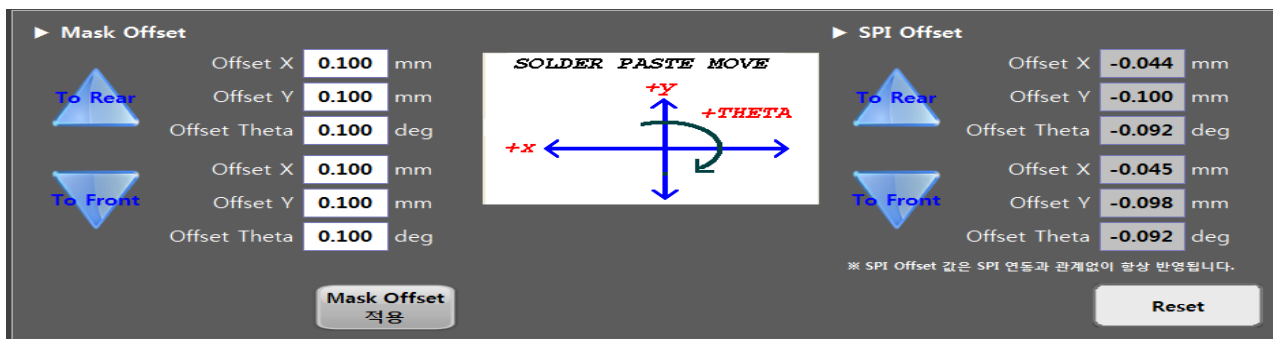 ► Mask Offset
To Rear
Offset X 0.100 mm
Offset Y 0.100 mm
Offset Theta 0.100 deg
To Front
Offset X 0.100 mm
Offset Y 0.100 mm
Offset Theta 0.100 deg
Mask Offset
적용
SOLDER PASTE MOVE
+y
+THETA
+x
► SPI Offset
To Rear
Offset X -0.044 mm
Offset Y -0.100 mm
Offset Theta -0.092 deg
To Front
Offset X -0.045 mm
Offset Y -0.098 mm
Offset Theta -0.092 deg
※ SPI Offset 값은 SPI 연동과 관계없이 항상 반영됩니다.
Reset